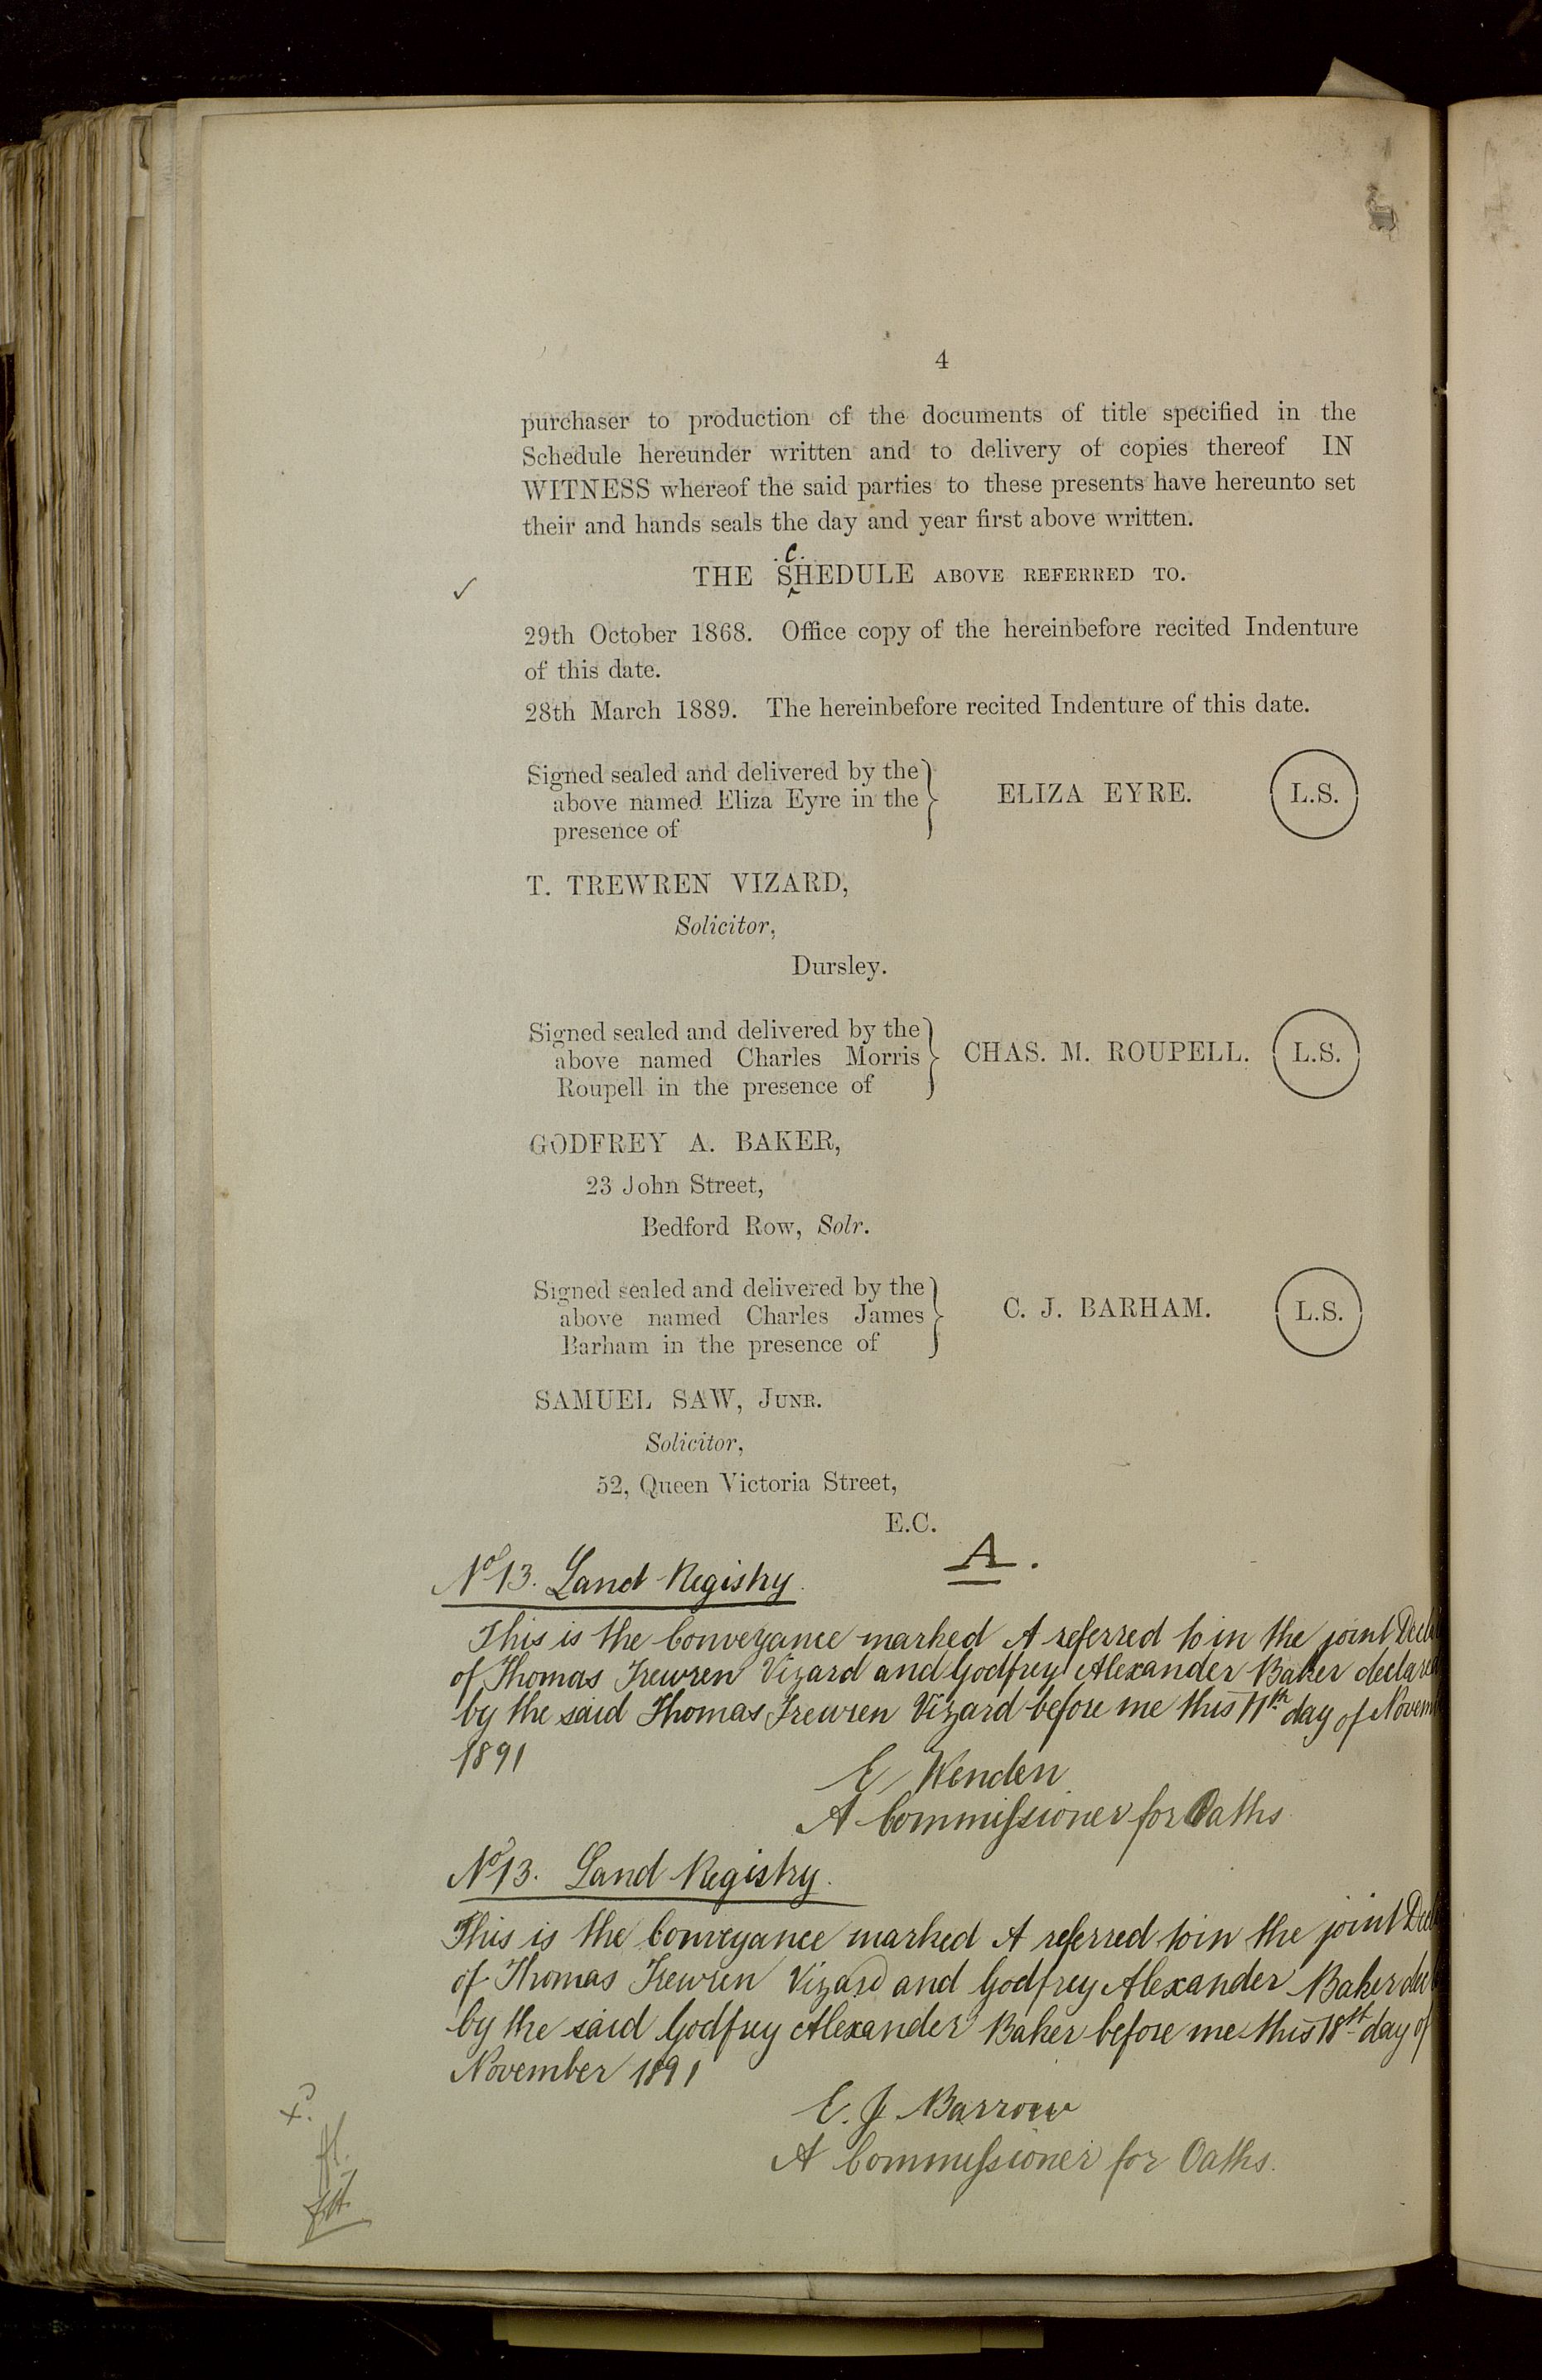 4
purchaser to production of the documents of title specified in the
Schedule hereunder written and to delivery of copies thereof IN
WITNESS whereof the said parties to these presents have hereunto set
their and hands seals the day and year first above written.
c
THE SHEDULE ABOVE REFERRED TO.
29th October 1868. Office copy of the hereinbefore recited Indenture
of this date.
28th March 1889. The hereinbefore recited Indenture of this date.
Signed sealed and delivered by the
above named Eliza Eyre in the
presence of
ELIZA EYRE. L.S.
T. TREWREN VIZARD,
Solicitor,
Dursley.
Signed sealed and delivered by the
above named Charles Morris
Roupell in the presence of
CHAS. M. ROUPELL. L.S.
GODFREY A. BAKER,
23 John Street,
Bedford Row, Solr.
Signed sealed and delivered by the
above named Charles James
Barham in the presence of
C. J. BARHAM. L.S.
SAMUEL SAW, JUNR.
Solicitor,
52, Queen Victoria Street,
E.C.
A.
No 13. Land Registry.
This is the Conveyance marked A referred to in the joint
of Thomas Trewren Vizard and Godfrey Alexander Baker declared
by the said Thomas Trewren Vizard before me this 11th day of Novem
1891
E Wenden
A Commissioner for Oaths
No 13. Land Registry.
This is the Conveyance marked A referred to in the joint
of Thomas Trewren Vizard and Godfrey Alexander Baker
by the said Godfrey Alexander Baker before me this 18th day of
November 1891
E. J. Barrow
A Commissioner for Oaths.